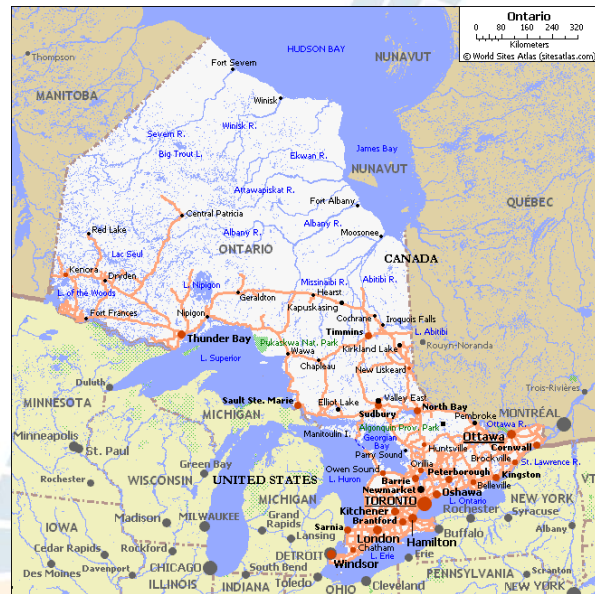 Ontario
0 80 160 240 320
Kilometers
© World Sites Atlas (sitesatlas.com)
HUDSON BAY
NUNAVUT
Thompson
Fort Severn
MANITOBA
Winisk
Severn R.
Winisk R.
Big Trout L.
Ekwan R.
James Bay
NUNAVUT
Attawapiskat R.
QUÉBEC
Fort Albany
Central Patricia
Albany R.
Albany R.
Red Lake
Moosonee
ONTARIO
Lac Seul
CANADA
Kenora
Dryden
L. Nipigon
Missinaibi R.
Abitibi R.
L. of the Woods
Geraldton
Hearst
Kapuskasing
Fort Frances
Nipigon
Cochrane
Iroquois Falls
Timmins
L. Abitibi
Thunder Bay
Pukaskwa Nat. Park
Kirkland Lake
Rouyn-Noranda
Wawa
L. Superior
Chapleau
New Liskeard
Duluth
Trois-Rivières
MINNESOTA
Sault Ste. Marie
Elliot Lake
Valley East
MICHIGAN
Sudbury
North Bay
MONTRÉAL
Pembroke
Algonquin Prov. Park
Ottawa R.
Minneapolis
Manitoulin I.
Georgian
Bay
Ottawa
St. Paul
Huntsville
Cornwall
Parry Sound
Brockville
Green Bay
Orillia
St. Lawrence R.
Owen Sound
Peterborough
Kingston
Rochester
WISCONSIN
UNITED STATES
L. Huron
Barrie
Belleville
VT
Newmarket
Oshawa
MICHIGAN
TORONTO
L. Ontario
NEW YORK
Kitchener
Rochester
Syracuse
Madison
MILWAUKEE
Grand
Rapids
Brantford
IOWA
Lansing
Sarnia
London
Hamilton
Buffalo
Albany
Cedar Rapids
Rockford
DETROIT
Chatham
L. Erie
Erie
Des Moines
Davenport
CHICAGO
South Bend
Windsor
PENNSYLVANIA
Scranton
ILLINOIS
INDIANA
Toledo
OHIO
Cleveland
NEW YORK